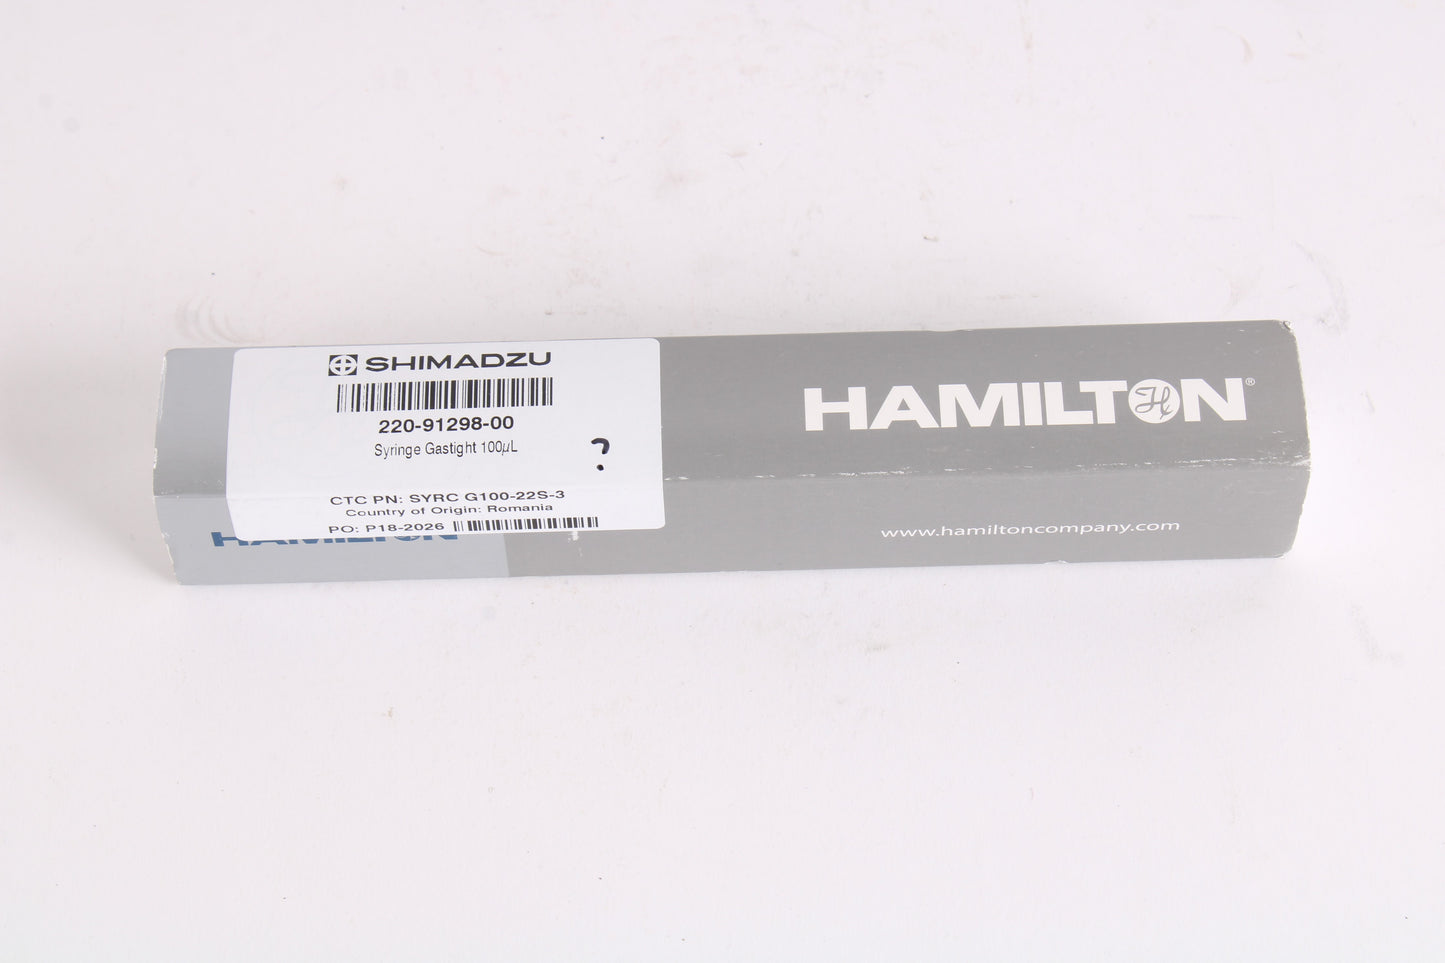 SHIMADZU
220-91298-00
Syringe Gastight 100µL
?
CTC PN: SYRC G100-22S-3
Country of Origin: Romania
PO: P18-2026
HAMILTON
HAMILTON®
www.hamiltoncompany.com